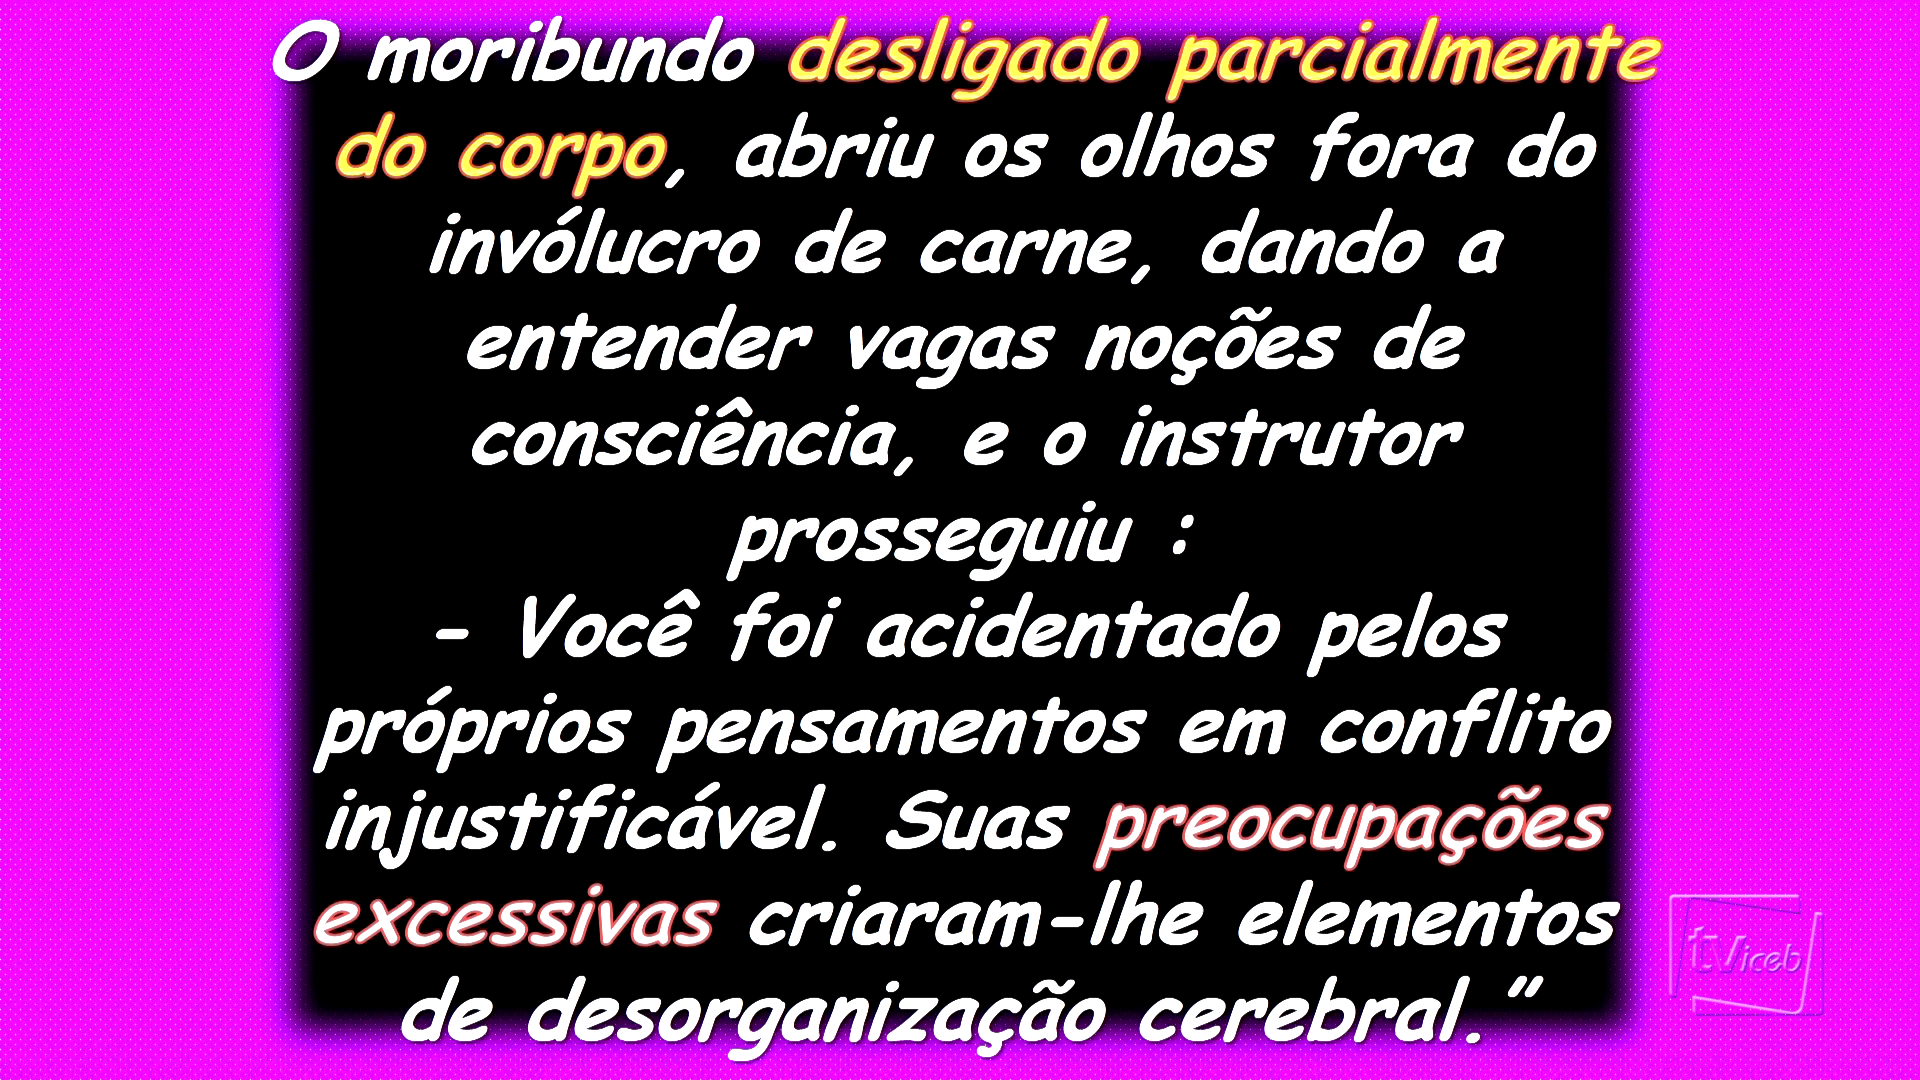 O moribundo desligado parcialmente
do corpo, abriu os olhos fora do
invólucro de carne, dando a
entender vagas noções de
consciência, e o instrutor
prosseguiu :
- Você foi acidentado pelos
próprios pensamentos em conflito
injustificável. Suas preocupações
excessivas criaram-lhe elementos
de desorganização cerebral.”
tViceb